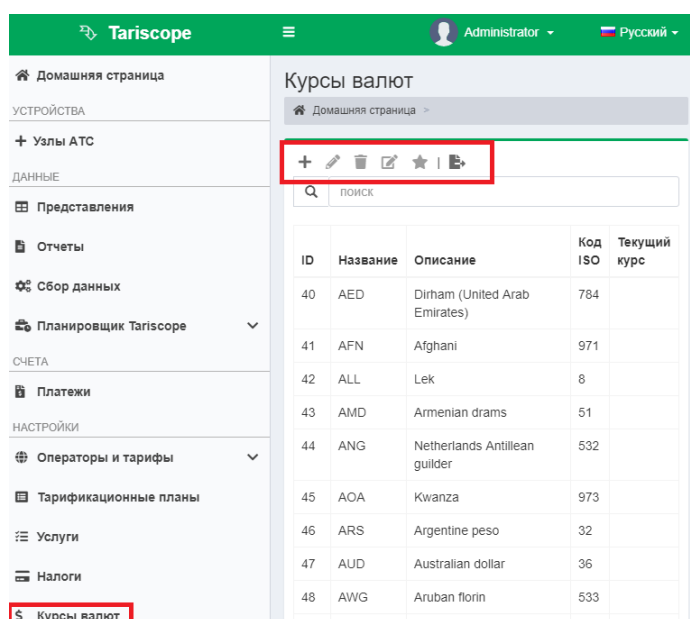 Tariscope
Administrator
Русский
Домашняя страница
УСТРОЙСТВА
Узлы АТС
ДАННЫЕ
Представления
Отчеты
Сбор данных
Планировщик Tariscope
СЧЕТА
Платежи
НАСТРОЙКИ
Операторы и тарифы
Тарификационные планы
Услуги
Налоги
$ Курсы валют
Курсы валют
Домашняя страница >
поиск
ID Название Описание Код ISO Текущий курс
40 AED Dirham (United Arab Emirates) 784
41 AFN Afghani 971
42 ALL Lek 8
43 AMD Armenian drams 51
44 ANG Netherlands Antillean guilder 532
45 AOA Kwanza 973
46 ARS Argentine peso 32
47 AUD Australian dollar 36
48 AWG Aruban florin 533